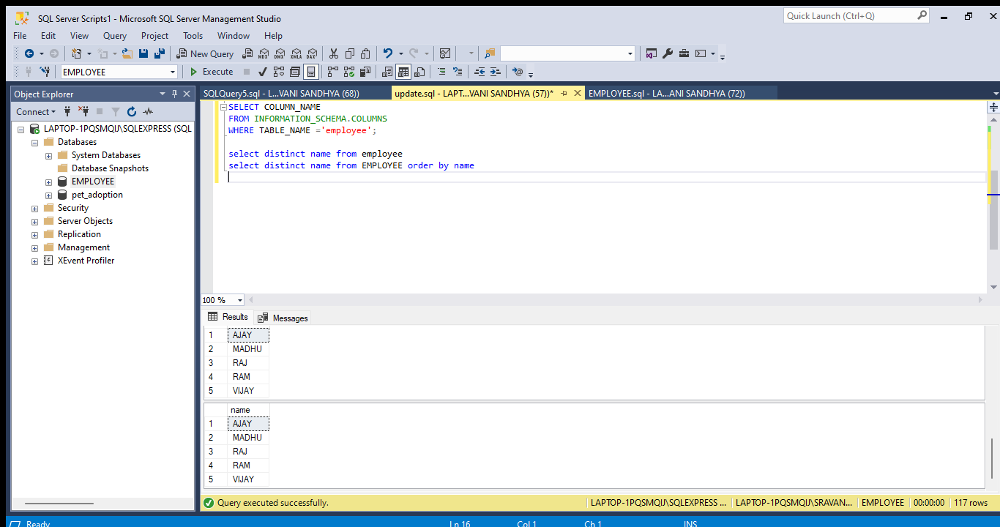 SQL Server Scripts1 - Microsoft SQL Server Management Studio
Quick Launch (Ctrl+Q)
File Edit View Query Project Tools Window Help
New Query MDX DMX XMLA DAX
EMPLOYEE Execute
Object Explorer
SQLQuery5.sql - L...VANI SANDHYA (68)) update.sql - LAPT...VANI SANDHYA (57))* EMPLOYEE.sql - LA...ANI SANDHYA (72))
Connect
LAPTOP-1PQSMQIJ\SQLEXPRESS (SQL
Databases
System Databases
Database Snapshots
EMPLOYEE
pet_adoption
Security
Server Objects
Replication
Management
XEvent Profiler
SELECT COLUMN_NAME
FROM INFORMATION_SCHEMA.COLUMNS
WHERE TABLE_NAME ='employee';
select distinct name from employee
select distinct name from EMPLOYEE order by name
100 %
Results Messages
1 AJAY
2 MADHU
3 RAJ
4 RAM
5 VIJAY
name
1 AJAY
2 MADHU
3 RAJ
4 RAM
5 VIJAY
Query executed successfully. LAPTOP-1PQSMQIJ\SQLEXPRESS ... LAPTOP-1PQSMQIJ\SRAVAN... EMPLOYEE 00:00:00 117 rows
Ready Ln 16 Col 1 Ch 1 INS